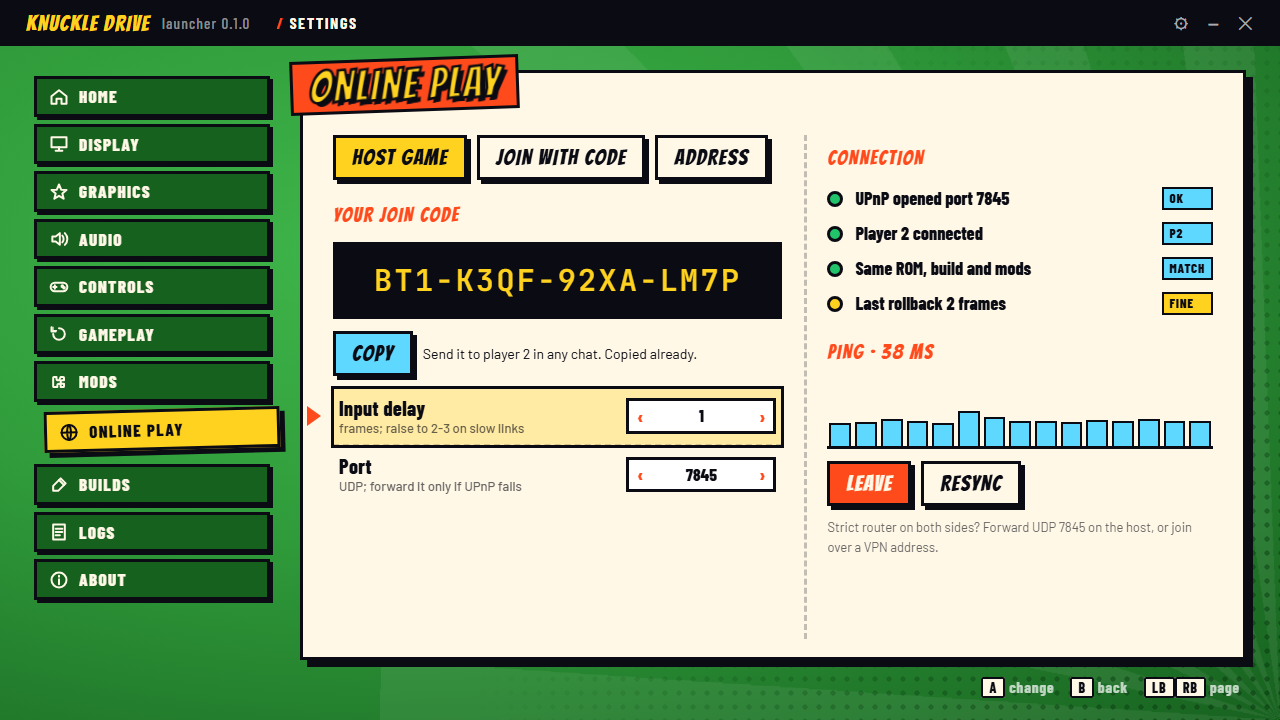 KNUCKLE DRIVE launcher 0.1.0 / SETTINGS
HOME
DISPLAY
GRAPHICS
AUDIO
CONTROLS
GAMEPLAY
MODS
ONLINE PLAY
BUILDS
LOGS
ABOUT
ONLINE PLAY
HOST GAME
JOIN WITH CODE
ADDRESS
YOUR JOIN CODE
BT1-K3QF-92XA-LM7P
COPY
Send it to player 2 in any chat. Copied already.
Input delay
frames; raise to 2-3 on slow links
‹ 1 ›
Port
UDP; forward it only if UPnP fails
‹ 7845 ›
CONNECTION
UPnP opened port 7845 OK
Player 2 connected P2
Same ROM, build and mods MATCH
Last rollback 2 frames FINE
PING · 38 MS
LEAVE
RESYNC
Strict router on both sides? Forward UDP 7845 on the host, or join
over a VPN address.
A change B back LB RB page